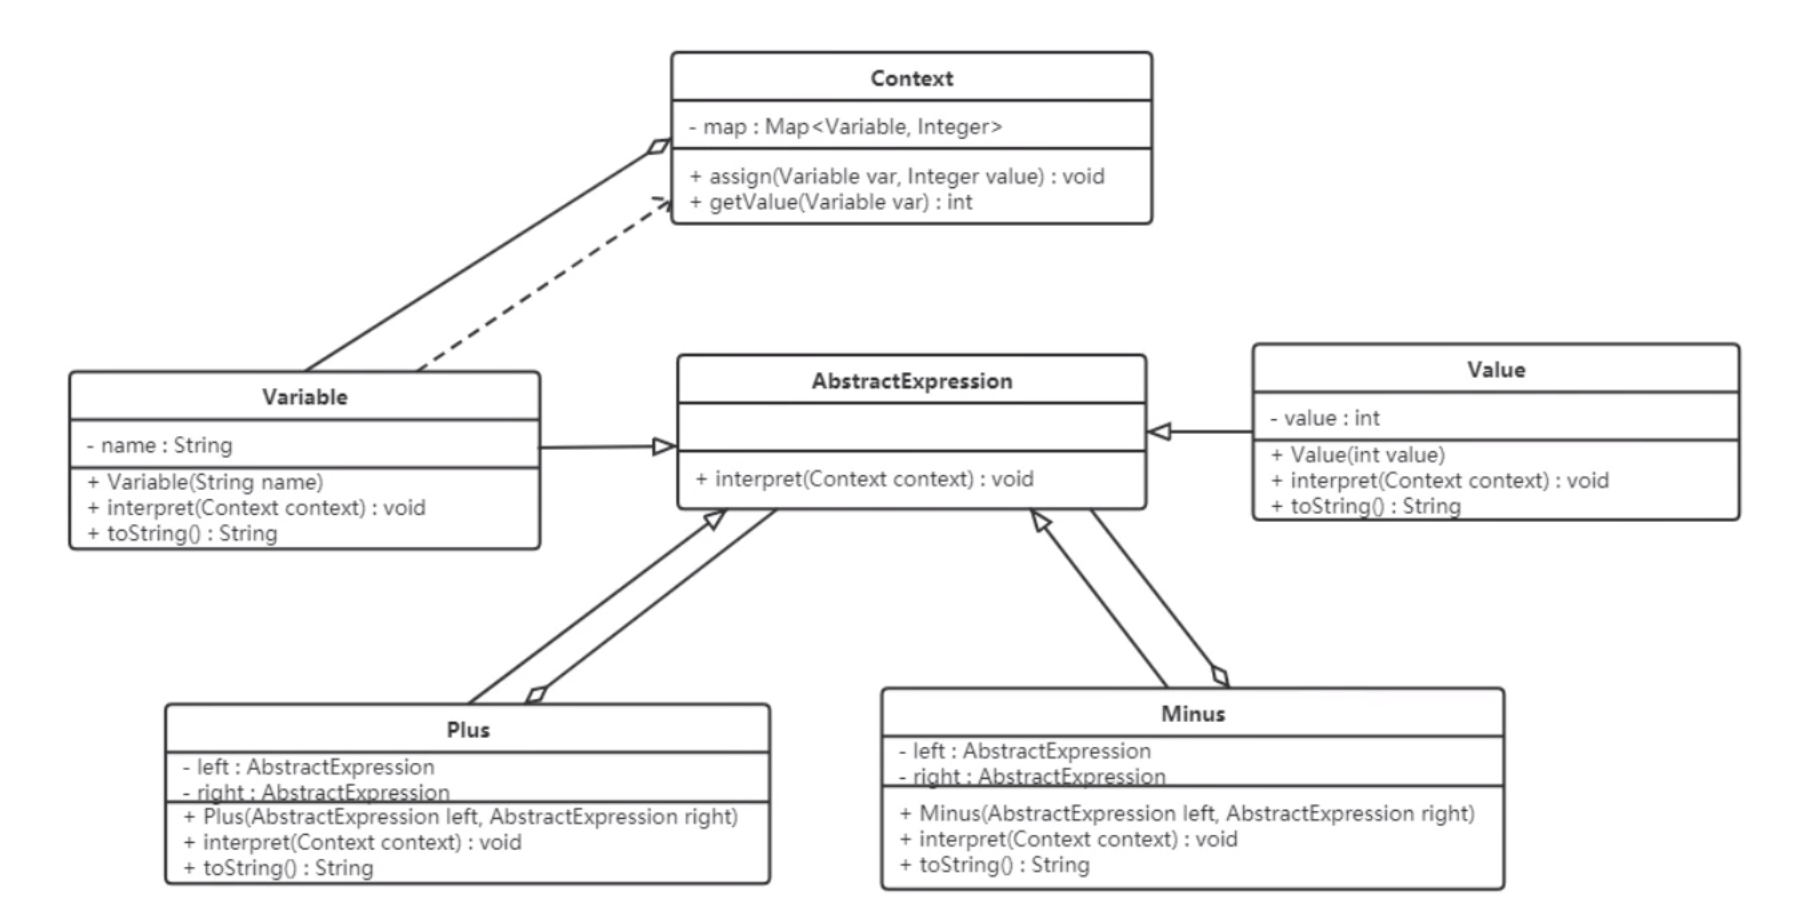 Context
- map : Map<Variable, Integer>
+ assign(Variable var, Integer value) : void
+ getValue(Variable var) : int
Variable
- name : String
+ Variable(String name)
+ interpret(Context context) : void
+ toString() : String
AbstractExpression
+ interpret(Context context) : void
Value
- value : int
+ Value(int value)
+ interpret(Context context) : void
+ toString() : String
Plus
- left : AbstractExpression
- right : AbstractExpression
+ Plus(AbstractExpression left, AbstractExpression right)
+ interpret(Context context) : void
+ toString() : String
Minus
- left : AbstractExpression
- right : AbstractExpression
+ Minus(AbstractExpression left, AbstractExpression right)
+ interpret(Context context) : void
+ toString() : String